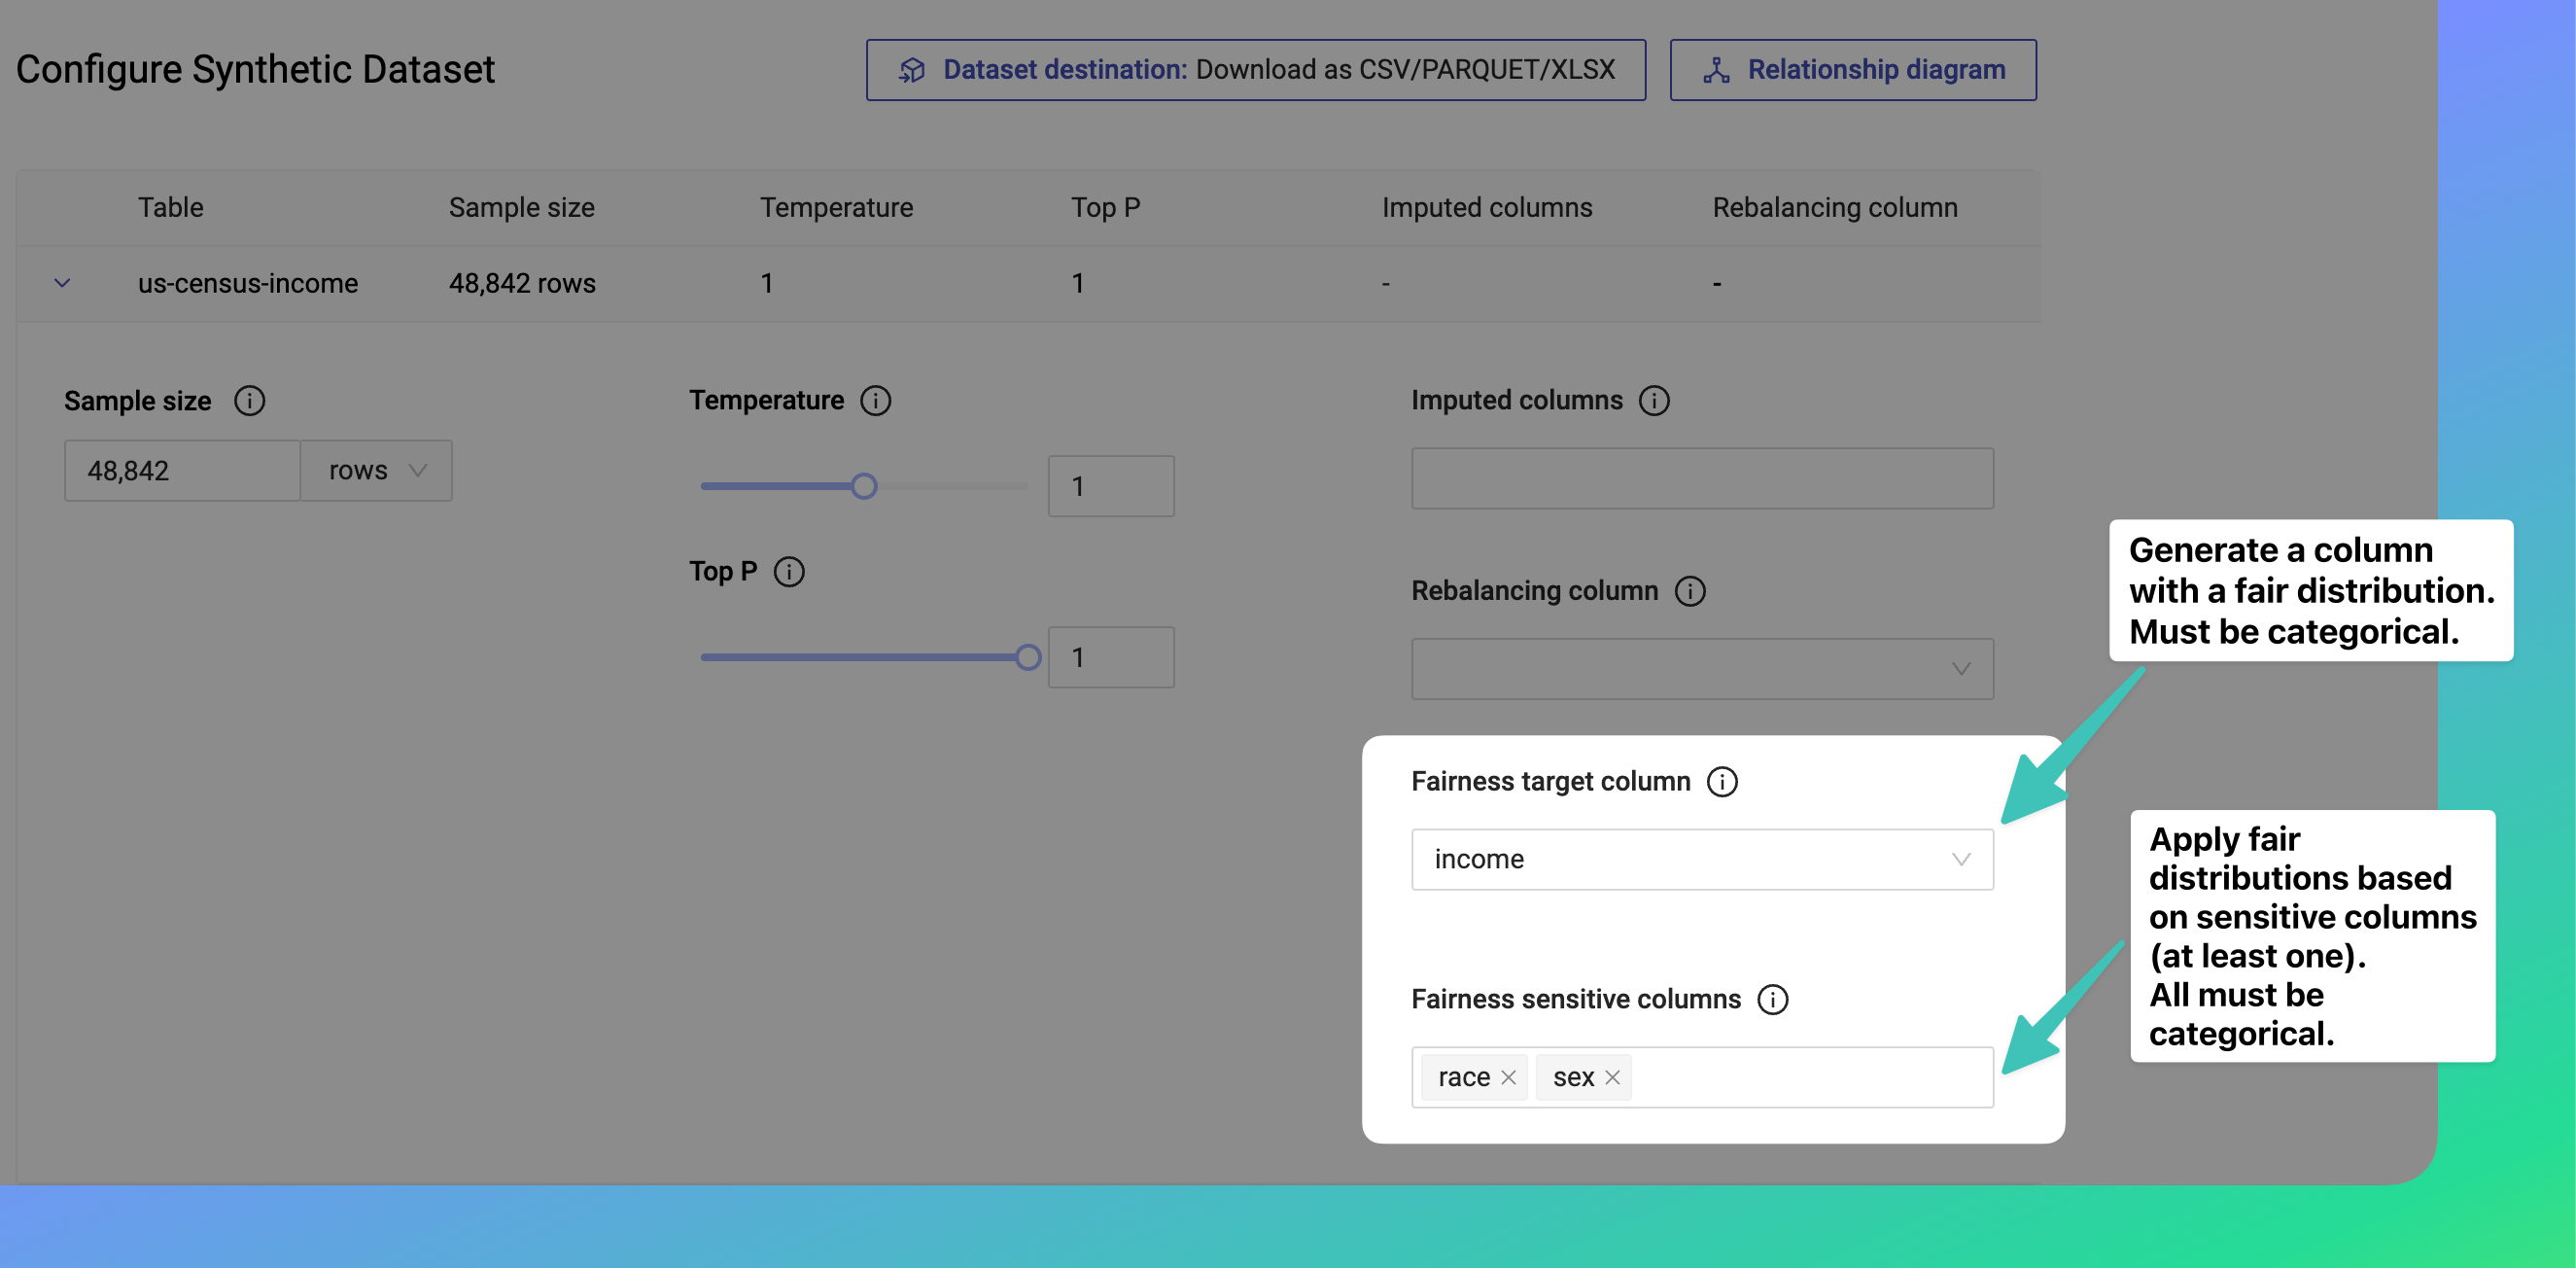 Configure Synthetic Dataset
Dataset destination: Download as CSV/PARQUET/XLSX
Relationship diagram
Table Sample size Temperature Top P Imputed columns Rebalancing column
us-census-income 48,842 rows 1 1 - -
Sample size
48,842 rows
Temperature
1
Top P
1
Imputed columns
Rebalancing column
Fairness target column
income
Fairness sensitive columns
race sex
Generate a column
with a fair distribution.
Must be categorical.
Apply fair
distributions based
on sensitive columns
(at least one).
All must be
categorical.